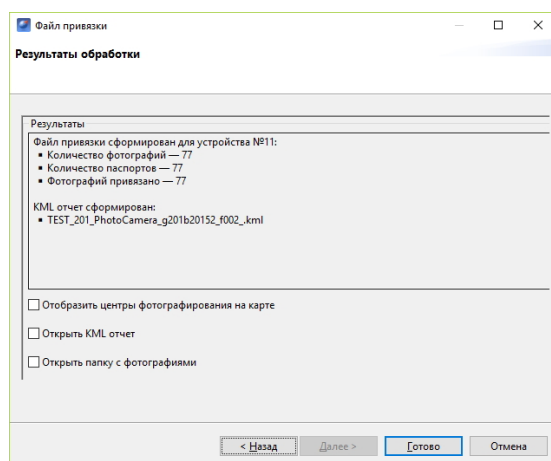 Файл привязки
Результаты обработки
Результаты
Файл привязки сформирован для устройства №11:
▪ Количество фотографий — 77
▪ Количество паспортов — 77
▪ Фотографий привязано — 77
KML отчет сформирован:
▪ TEST_201_PhotoCamera_g201b20152_f002_.kml
Отобразить центры фотографирования на карте
Открыть KML отчет
Открыть папку с фотографиями
< Назад Далее > Готово Отмена